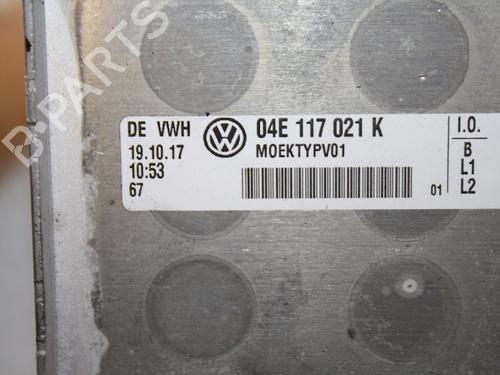 DE VWH 04E 117 021 K I.O.
19.10.17 MOEKTYPV01 B
10:53 L1
67 01 L2
B-PARTS